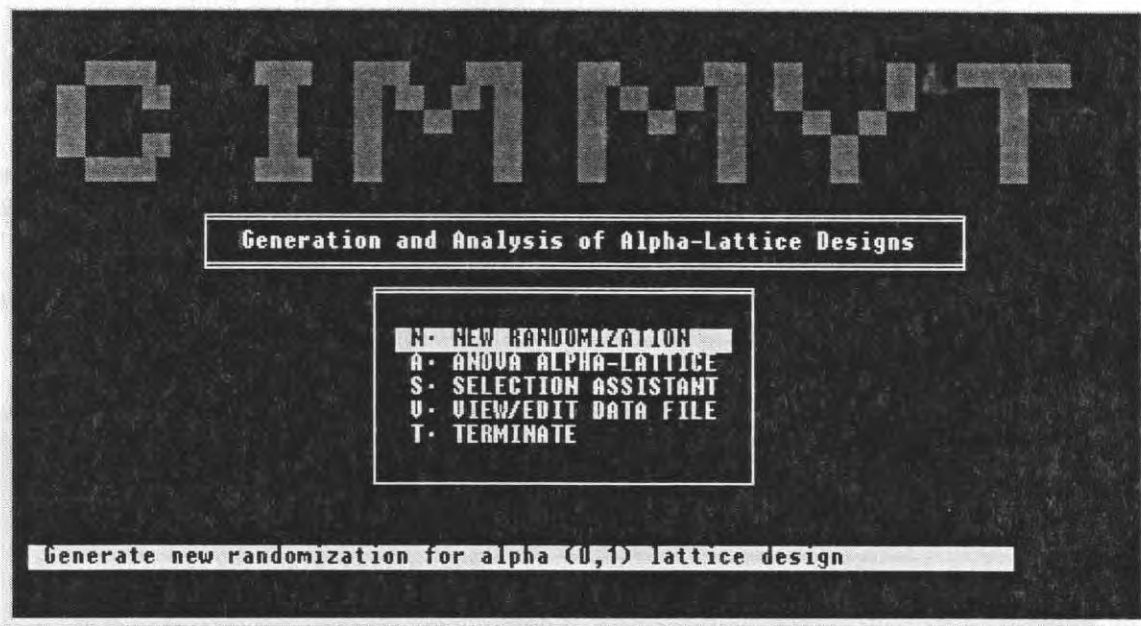 CIMMYT
Generation and Analysis of Alpha-Lattice Designs
N· NEW RANDOMIZATION
A· ANOVA ALPHA-LATTICE
S· SELECTION ASSISTANT
V· VIEW/EDIT DATA FILE
T· TERMINATE
Generate new randomization for alpha (0,1) lattice design